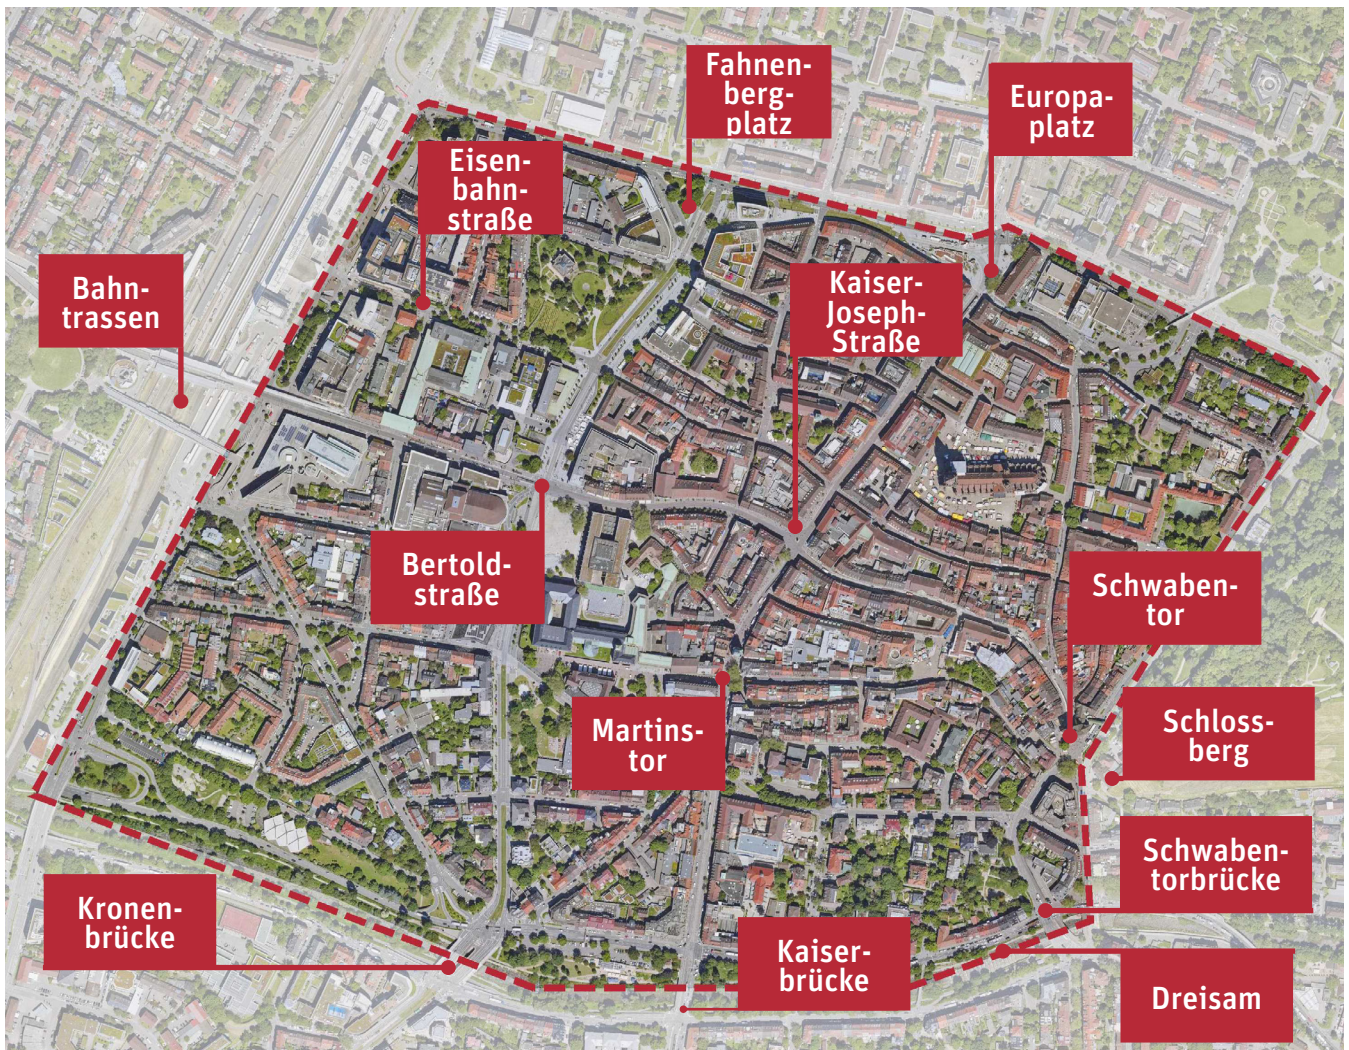 Fahnen-
berg-
platz
Europa-
platz
Eisen-
bahn-
straße
Bahn-
trassen
Kaiser-
Joseph-
Straße
Bertold-
straße
Schwaben-
tor
Martins-
tor
Schloss-
berg
Schwaben-
torbrücke
Kronen-
brücke
Kaiser-
brücke
Dreisam